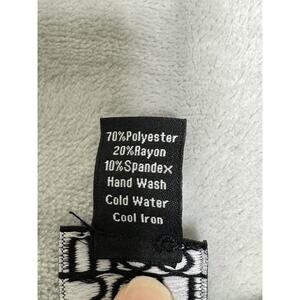 70%Polyester
20%Rayon
10%Spandex
Hand Wash
Cold Water
Cool Iron